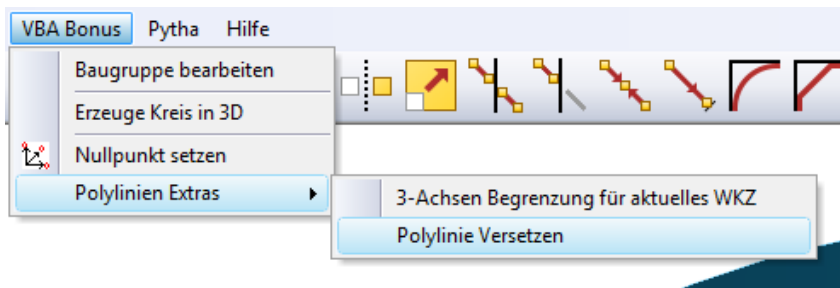 VBA Bonus Pytha Hilfe
Baugruppe bearbeiten
Erzeuge Kreis in 3D
Nullpunkt setzen
Polylinien Extras
3-Achsen Begrenzung für aktuelles WKZ
Polylinie Versetzen